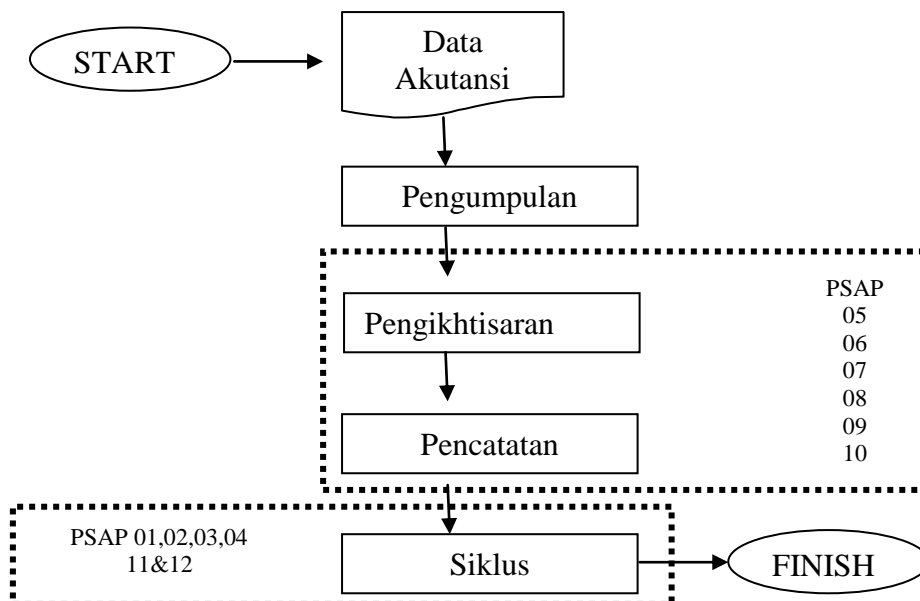 START
Data
Akutansi
Pengumpulan
Pengikhtisaran
PSAP
05
06
07
08
09
10
Pencatatan
PSAP 01,02,03,04
11&12
Siklus
FINISH